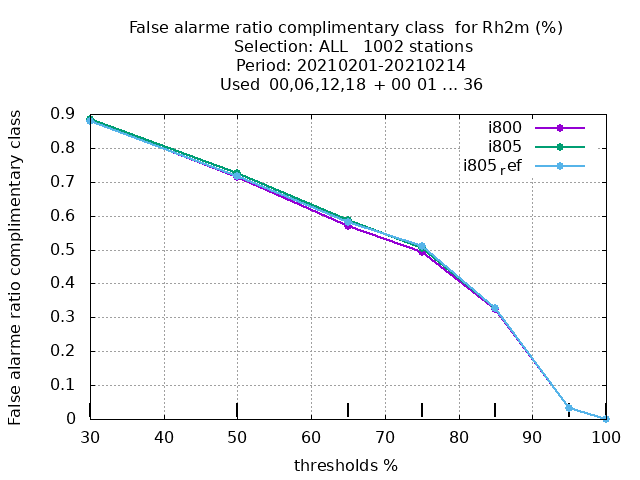 False alarme ratio complimentary class for Rh2m (%)
Selection: ALL 1002 stations
Period: 20210201-20210214
Used 00,06,12,18 + 00 01 ... 36
False alarme ratio complimentary class
0.9
0.8
0.7
0.6
0.5
0.4
0.3
0.2
0.1
0
i800
i805
i805ref
30 40 50 60 70 80 90 100
thresholds %